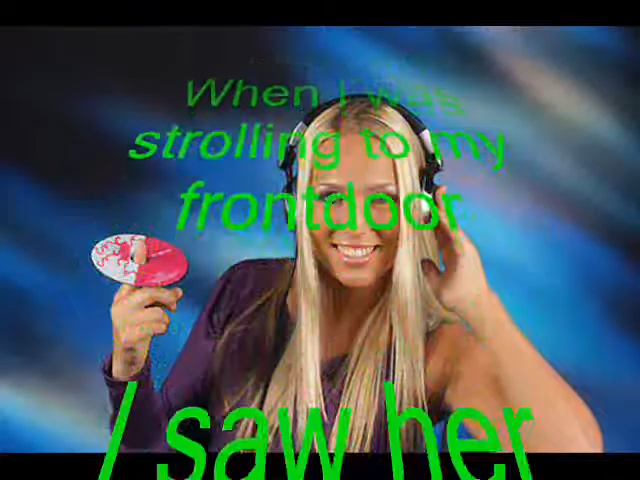 When I was
strolling to my
frontdoor
I saw her